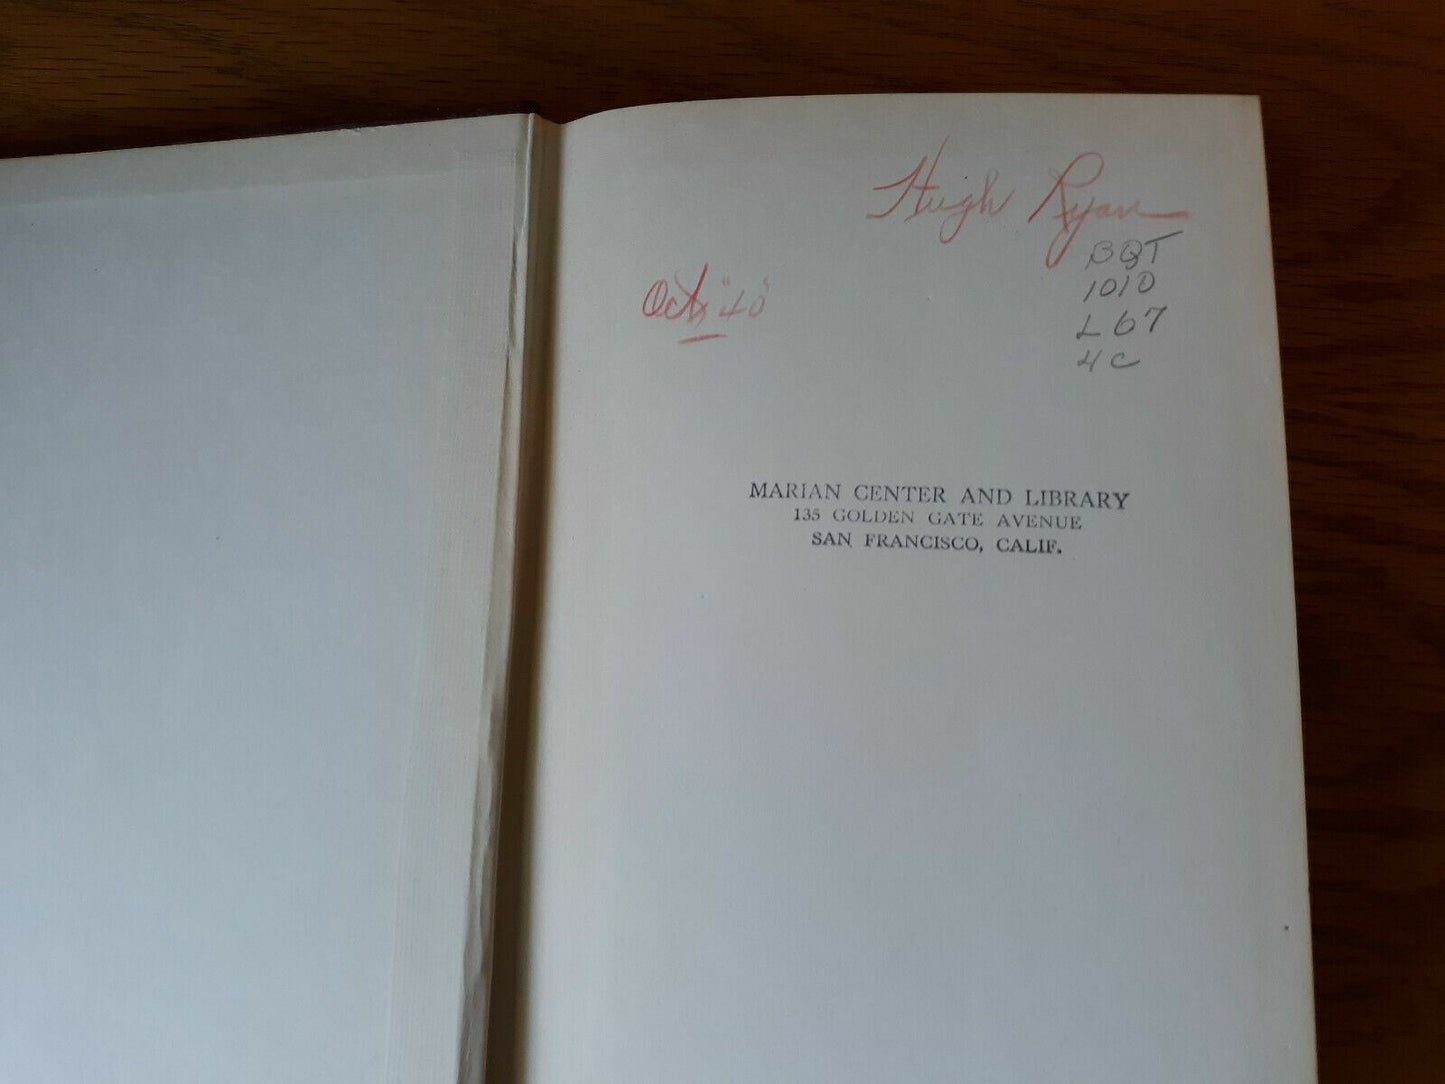 Hugh Ryan
BQT
1010
L67
4c
Oct "40"
MARIAN CENTER AND LIBRARY
135 GOLDEN GATE AVENUE
SAN FRANCISCO, CALIF.